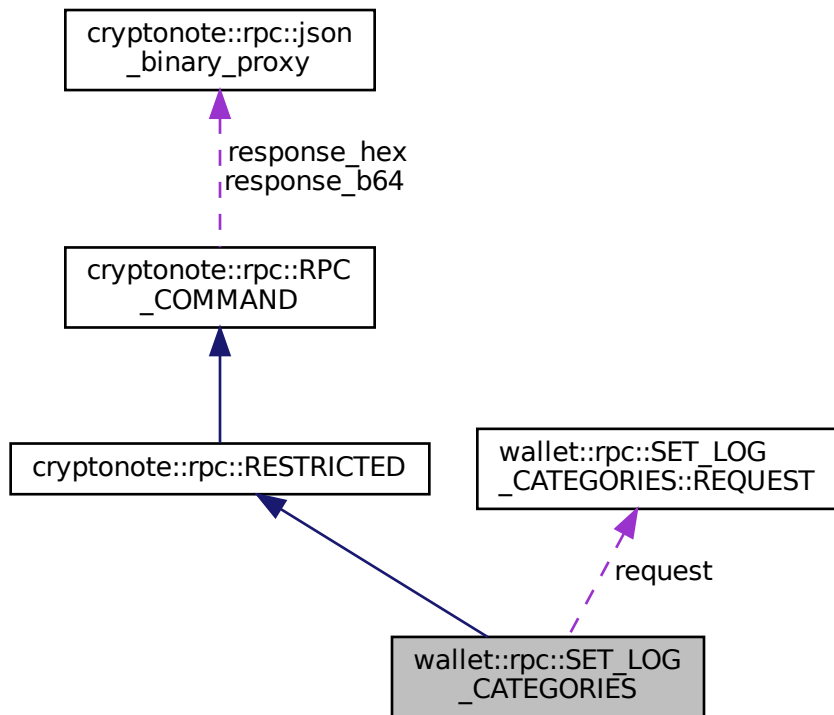 cryptonote::rpc::json
_binary_proxy
response_hex
response_b64
cryptonote::rpc::RPC
_COMMAND
cryptonote::rpc::RESTRICTED
wallet::rpc::SET_LOG
_CATEGORIES::REQUEST
request
wallet::rpc::SET_LOG
_CATEGORIES